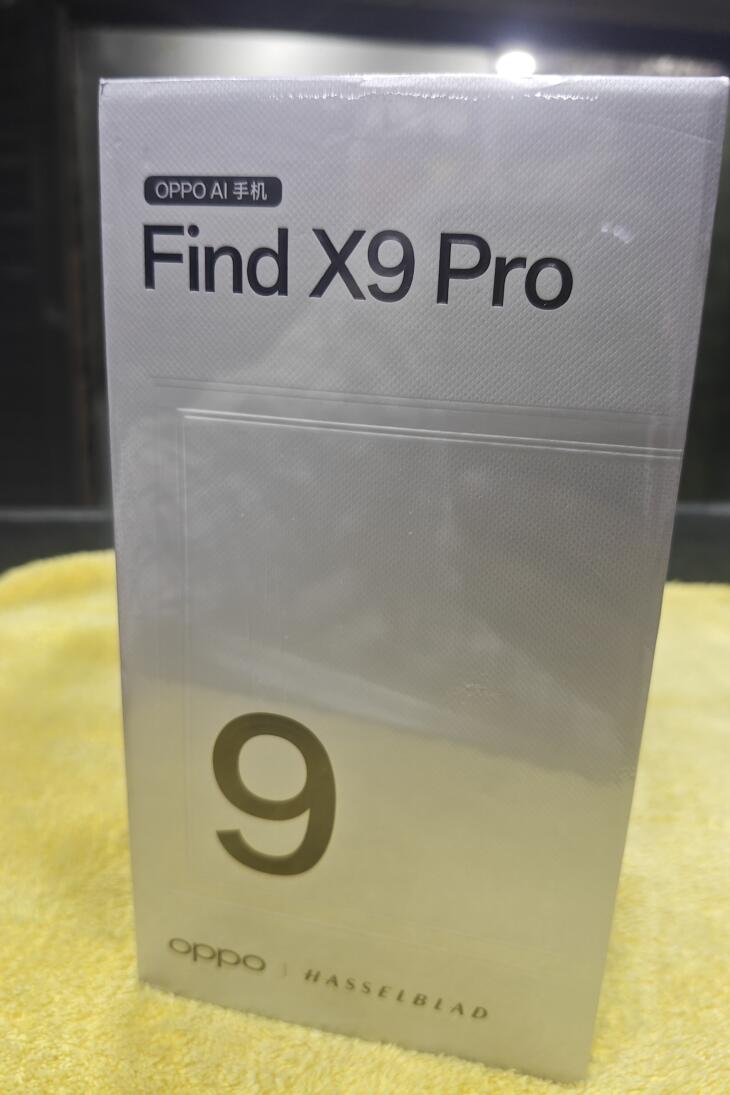 OPPO AI 手机
Find X9 Pro
9
oppo | HASSELBLAD